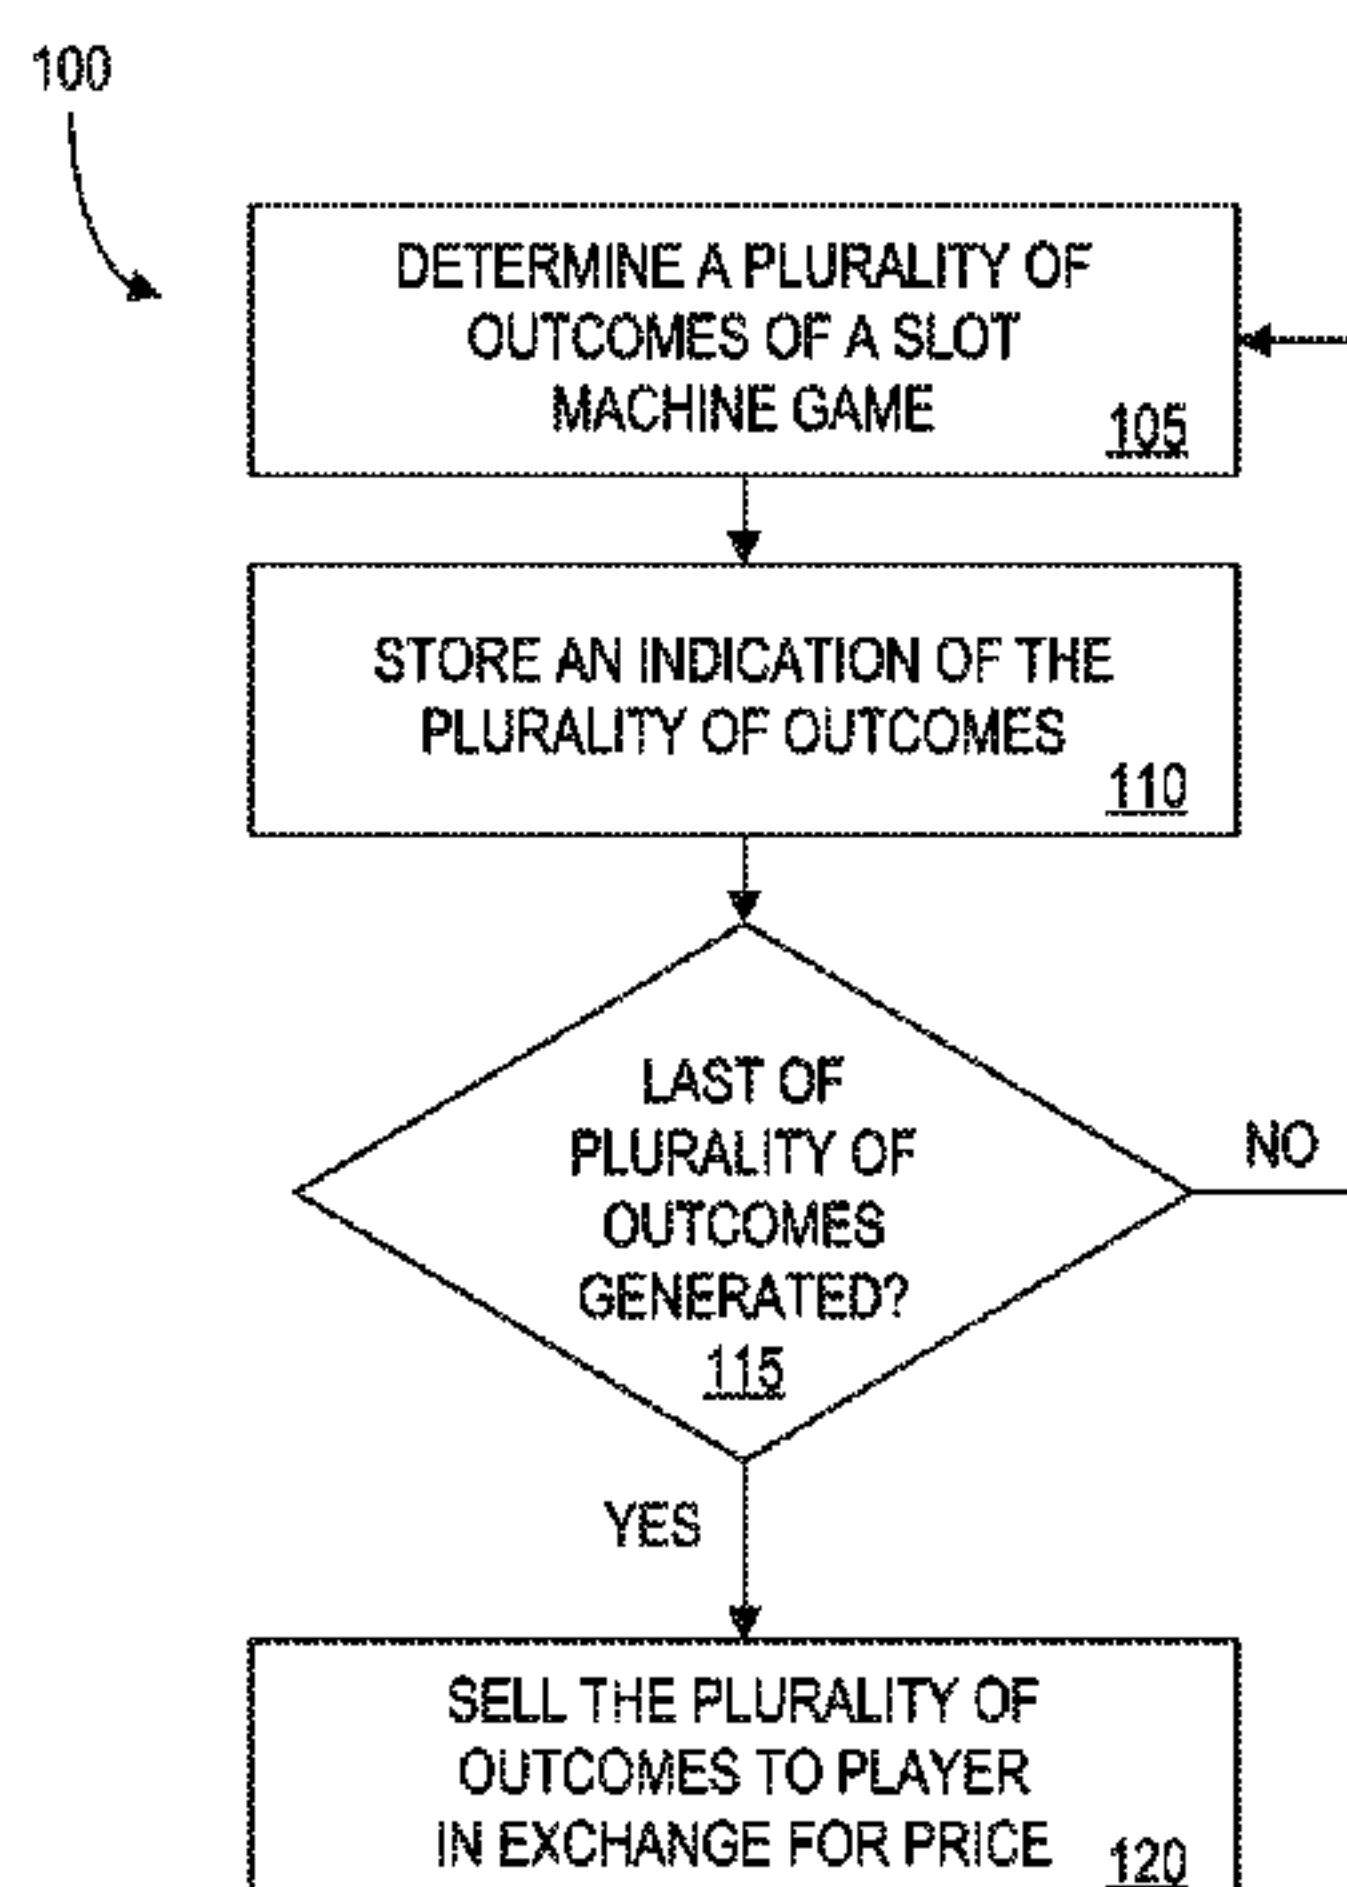 100
DETERMINE A PLURALITY OF
OUTCOMES OF A SLOT
MACHINE GAME
105
STORE AN INDICATION OF THE
PLURALITY OF OUTCOMES
110
LAST OF
PLURALITY OF
OUTCOMES
GENERATED?
115
NO
YES
SELL THE PLURALITY OF
OUTCOMES TO PLAYER
IN EXCHANGE FOR PRICE
120